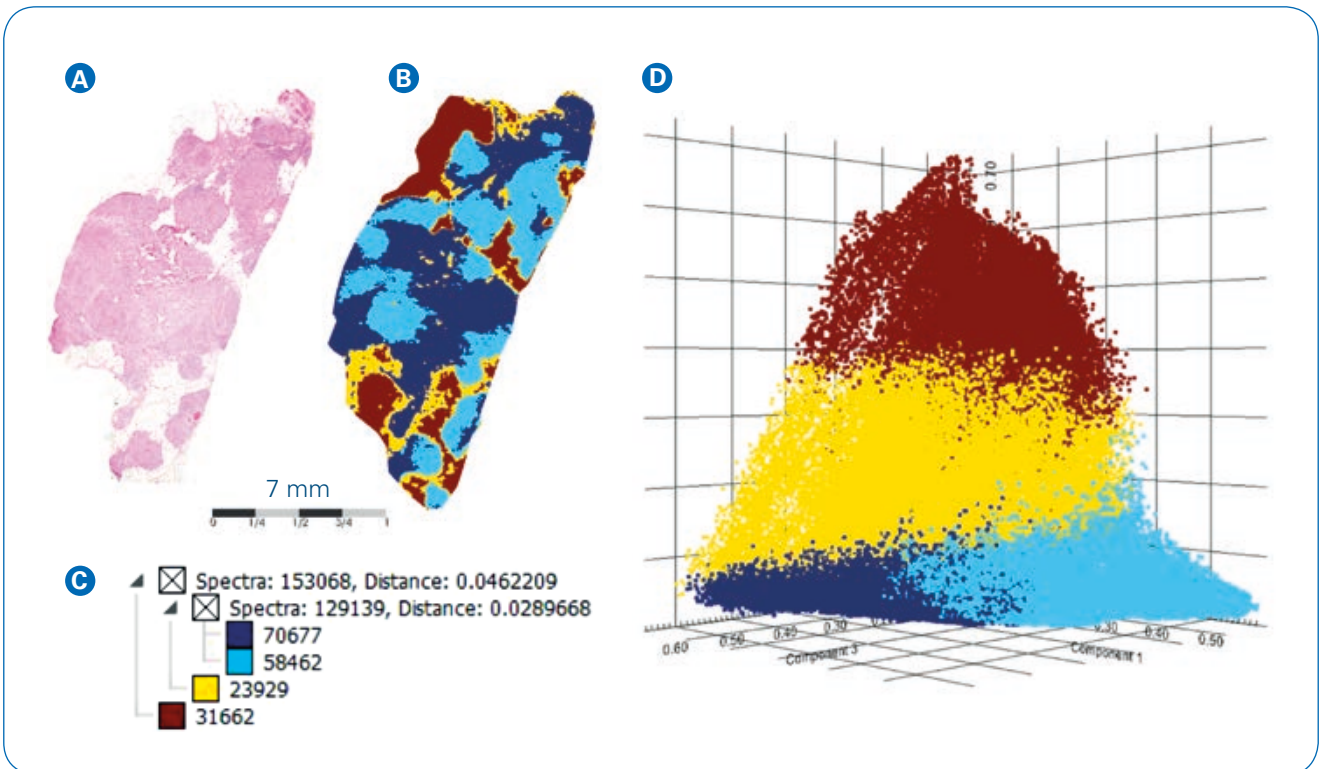 A
B
D
7 mm
0 1/4 1/2 3/4 1
C
Spectra: 153068, Distance: 0.0462209
Spectra: 129139, Distance: 0.0289668
70677
58462
23929
31662
0.70
0.60 0.50 0.40 0.30
Component 3
0.30 0.40 0.50
Component 1